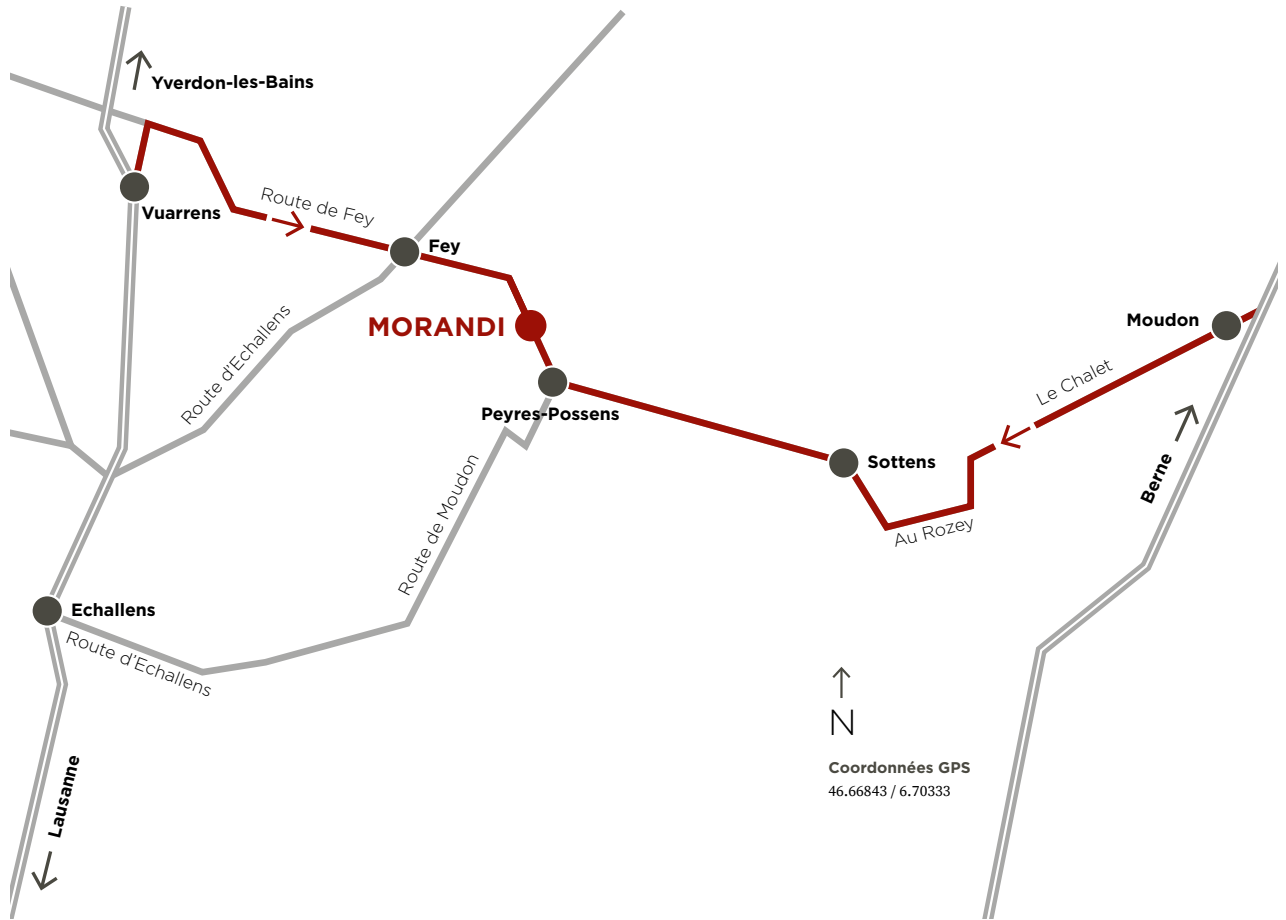 Yverdon-les-Bains
Vuarrens
Route de Fey
Fey
MORANDI
Moudon
Route d'Echallens
Le Chalet
Peyres-Possens
Sottens
Berne
Route de Moudon
Au Rozey
Echallens
Route d'Echallens
N
Lausanne
Coordonnées GPS
46.66843 / 6.70333